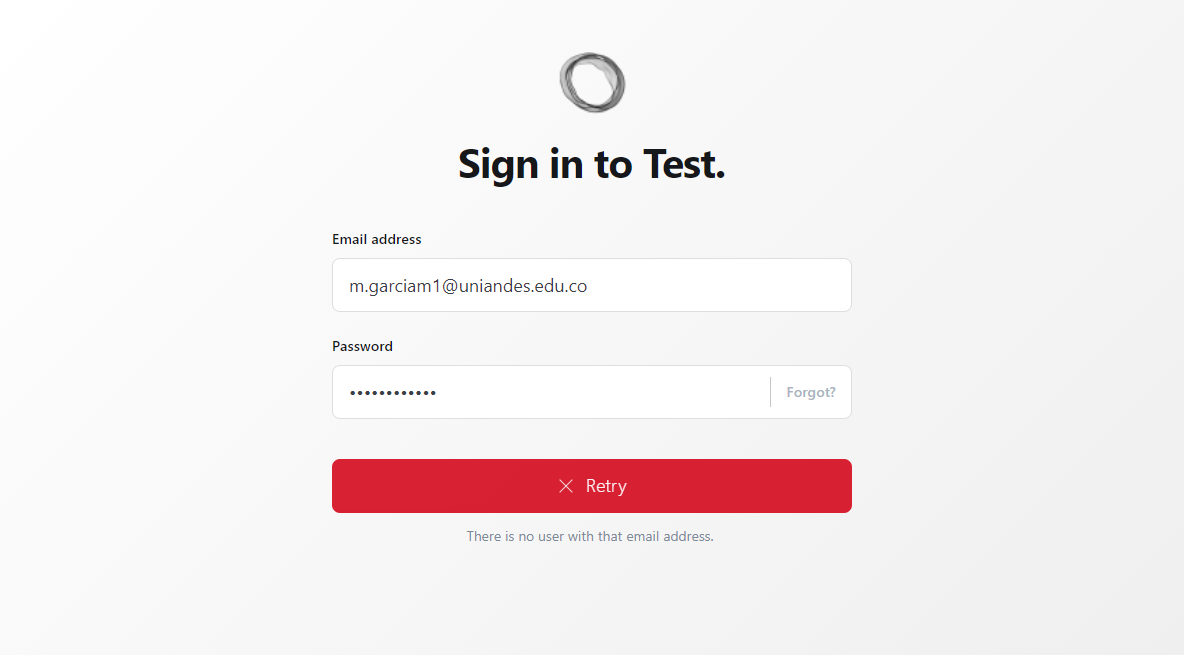 Sign in to Test.
Email address
m.garciam1@uniandes.edu.co
Password
••••••••••••
Forgot?
Retry
There is no user with that email address.